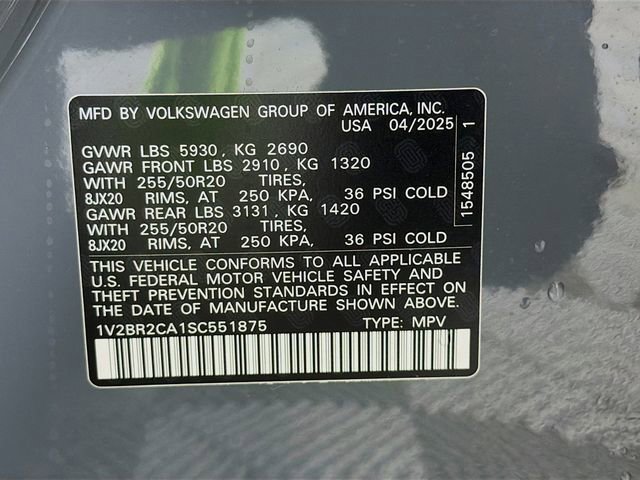 MFD BY VOLKSWAGEN GROUP OF AMERICA, INC.
USA 04/2025
GVWR LBS 5930, KG 2690
GAWR FRONT LBS 2910, KG 1320
WITH 255/50R20 TIRES,
8JX20 RIMS, AT 250 KPA, 36 PSI COLD
GAWR REAR LBS 3131, KG 1420
WITH 255/50R20 TIRES,
8JX20 RIMS, AT 250 KPA, 36 PSI COLD
THIS VEHICLE CONFORMS TO ALL APPLICABLE
U.S. FEDERAL MOTOR VEHICLE SAFETY AND
THEFT PREVENTION STANDARDS IN EFFECT ON
THE DATE OF MANUFACTURE SHOWN ABOVE.
1V2BR2CA1SC551875 TYPE: MPV
1548505 1